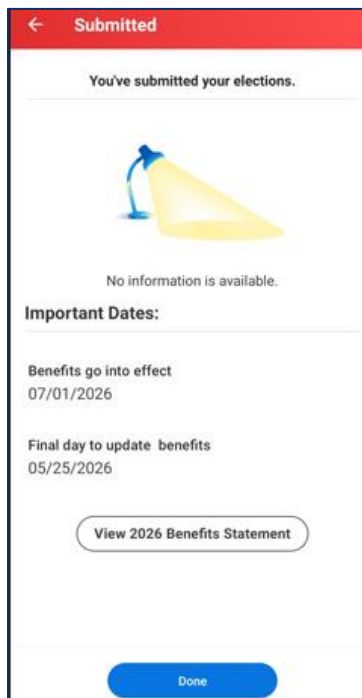 Submitted
You've submitted your elections.
No information is available.
Important Dates:
Benefits go into effect
07/01/2026
Final day to update benefits
05/25/2026
View 2026 Benefits Statement
Done